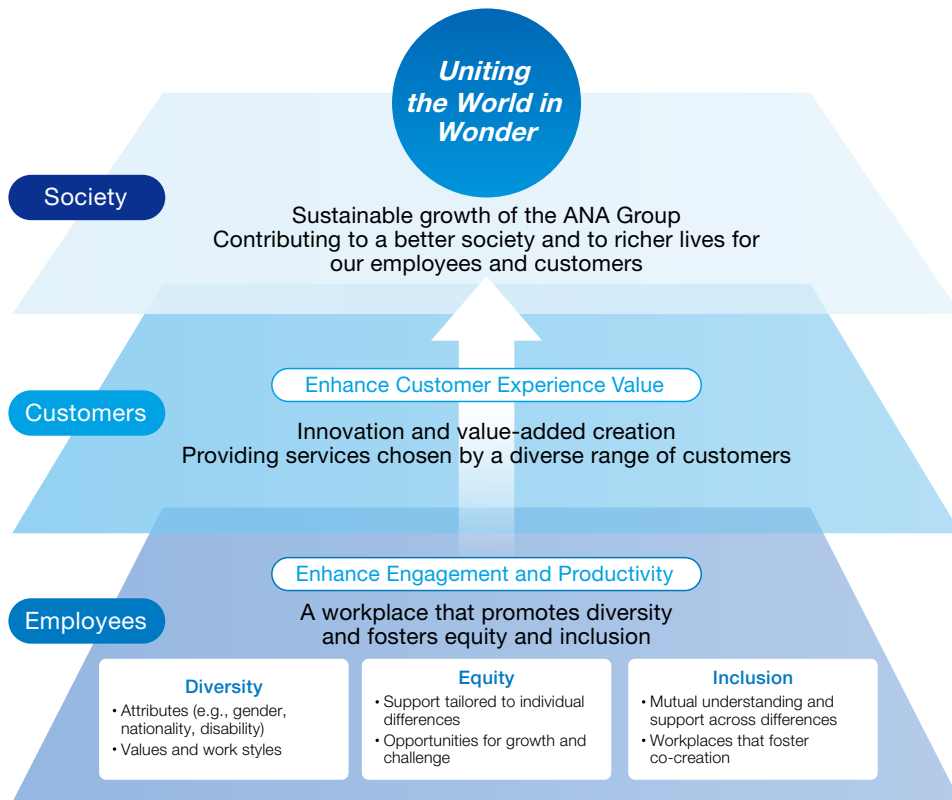 Uniting
the World in
Wonder
Society
Sustainable growth of the ANA Group
Contributing to a better society and to richer lives for
our employees and customers
Enhance Customer Experience Value
Customers
Innovation and value-added creation
Providing services chosen by a diverse range of customers
Enhance Engagement and Productivity
Employees
A workplace that promotes diversity
and fosters equity and inclusion
Diversity
• Attributes (e.g., gender,
nationality, disability)
• Values and work styles
Equity
• Support tailored to individual
differences
• Opportunities for growth and
challenge
Inclusion
• Mutual understanding and
support across differences
• Workplaces that foster
co-creation